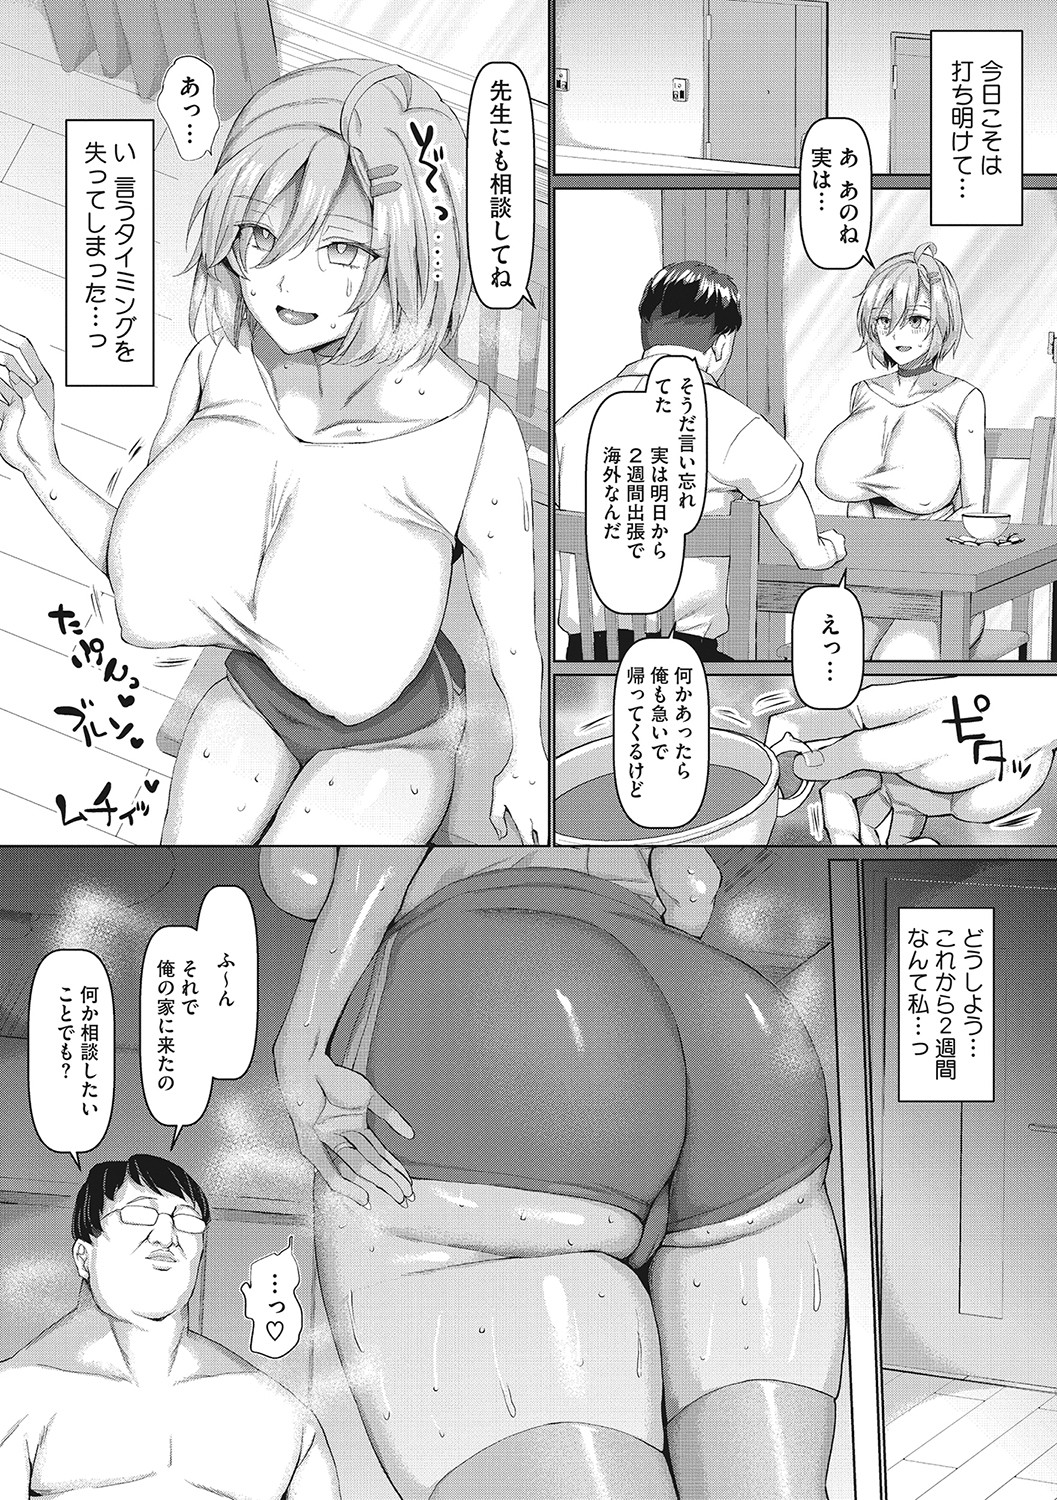 今日こそは
打ち明けて…
あ あのね
実は…
そうだ言い忘れ
てた
実は明日から
２週間出張で
海外なんだ
えっ…
何かあったら
俺も急いで
帰ってくるけど
ピタッ
先生にも相談してね
ど〜っ
……
あっ…
い 言うタイミングを
失ってしまった…っ
たぷんっ♥
ブルン♥
ムチィッ♥
どうしよう…
これから２週間
なんて私…っ
ふ〜ん
それで
俺の家に来たの
何か相談したい
ことでも？
…っ♡